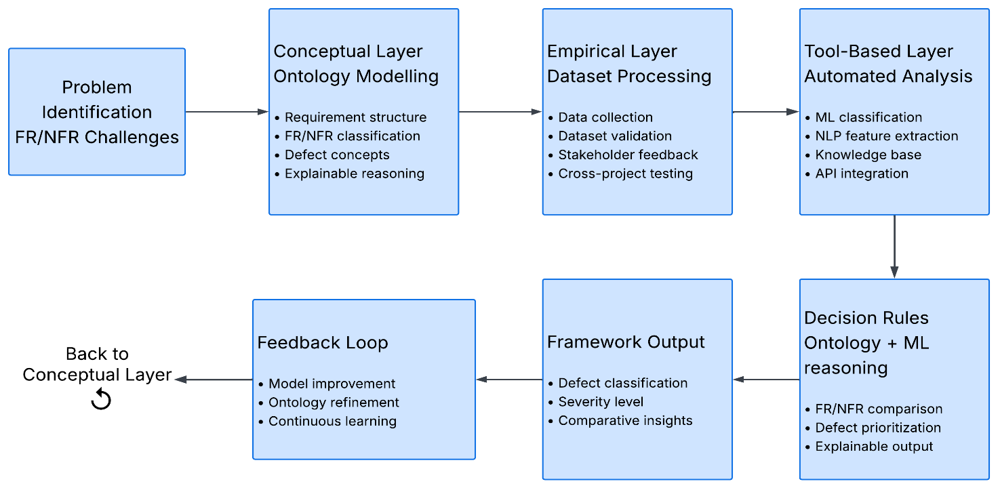 Problem
Identification
FR/NFR Challenges
Conceptual Layer
Ontology Modelling
• Requirement structure
• FR/NFR classification
• Defect concepts
• Explainable reasoning
Empirical Layer
Dataset Processing
• Data collection
• Dataset validation
• Stakeholder feedback
• Cross-project testing
Tool-Based Layer
Automated Analysis
• ML classification
• NLP feature extraction
• Knowledge base
• API integration
Decision Rules
Ontology + ML
reasoning
• FR/NFR comparison
• Defect prioritization
• Explainable output
Framework Output
• Defect classification
• Severity level
• Comparative insights
Feedback Loop
• Model improvement
• Ontology refinement
• Continuous learning
Back to
Conceptual Layer